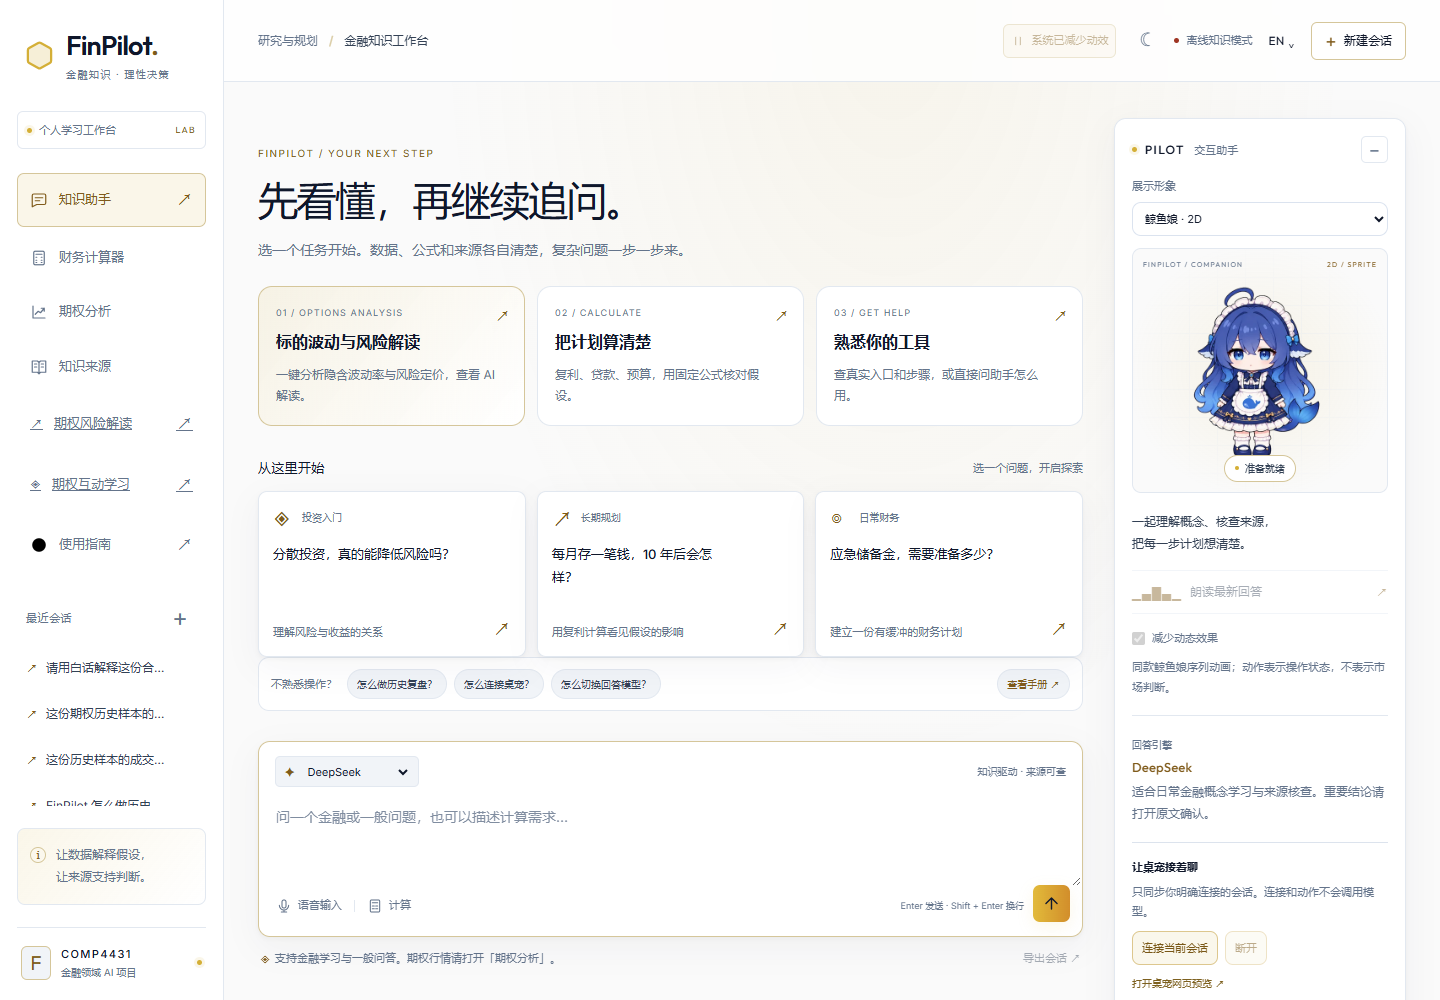 FinPilot.
金融知识 · 理性决策
个人学习工作台
LAB
知识助手
财务计算器
期权分析
知识来源
期权风险解读
期权互动学习
使用指南
最近会话
请用白话解释这份合...
这份期权历史样本的...
这份历史样本的成交...
FinPilot 怎么做历史
让数据解释假设，
让来源支持判断。
F
COMP4431
金融领域 AI 项目
研究与规划 / 金融知识工作台
系统已减少动效
离线知识模式
EN
+ 新建会话
FINPILOT / YOUR NEXT STEP
先看懂，再继续追问。
选一个任务开始。数据、公式和来源各自清楚，复杂问题一步一步来。
01 / OPTIONS ANALYSIS
标的波动与风险解读
一键分析隐含波动率与风险定价，查看 AI
解读。
02 / CALCULATE
把计划算清楚
复利、贷款、预算，用固定公式核对假
设。
03 / GET HELP
熟悉你的工具
查真实入口和步骤，或直接问助手怎么
用。
从这里开始
选一个问题，开启探索
投资入门
分散投资，真的能降低风险吗？
理解风险与收益的关系
长期规划
每月存一笔钱，10 年后会怎
样？
用复利计算看见假设的影响
日常财务
应急储备金，需要准备多少？
建立一份有缓冲的财务计划
不熟悉操作？
怎么做历史复盘？
怎么连接桌宠？
怎么切换回答模型？
查看手册 ↗
DeepSeek
知识驱动 · 来源可查
问一个金融或一般问题，也可以描述计算需求...
语音输入
计算
Enter 发送 · Shift + Enter 换行
支持金融学习与一般问答。期权行情请打开「期权分析」。
导出会话 ↗
PILOT 交互助手
展示形象
鲸鱼娘 · 2D
FINPILOT / COMPANION
2D / SPRITE
准备就绪
一起理解概念、核查来源，
把每一步计划想清楚。
朗读最新回答
减少动态效果
同款鲸鱼娘序列动画；动作表示操作状态，不表示市
场判断。
回答引擎
DeepSeek
适合日常金融概念学习与来源核查。重要结论请
打开原文确认。
让桌宠接着聊
只同步你明确连接的会话。连接和动作不会调用模
型。
连接当前会话
断开
打开桌宠网页预览 ↗